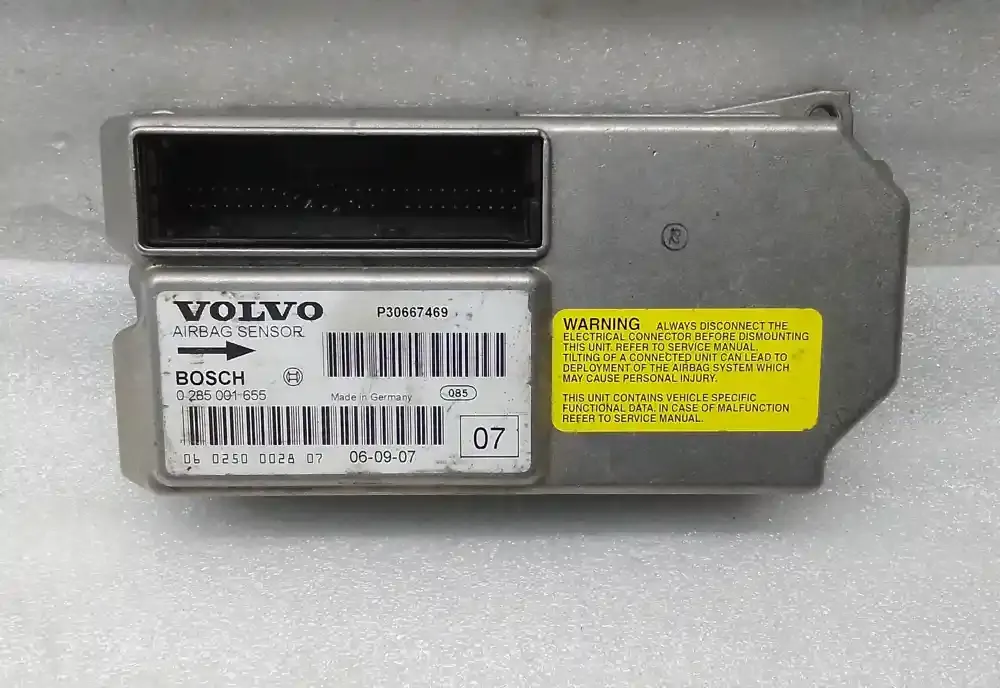 VOLVO
P30667469
AIRBAG SENSOR
BOSCH
0 285 001 655
Made in Germany
085
06 0250 0028 07
06-09-07
07
WARNING ALWAYS DISCONNECT THE
ELECTRICAL CONNECTOR BEFORE DISMOUNTING
THIS UNIT. REFER TO SERVICE MANUAL.
TILTING OF A CONNECTED UNIT CAN LEAD TO
DEPLOYMENT OF THE AIRBAG SYSTEM WHICH
MAY CAUSE PERSONAL INJURY.
THIS UNIT CONTAINS VEHICLE SPECIFIC
FUNCTIONAL DATA. IN CASE OF MALFUNCTION
REFER TO SERVICE MANUAL.